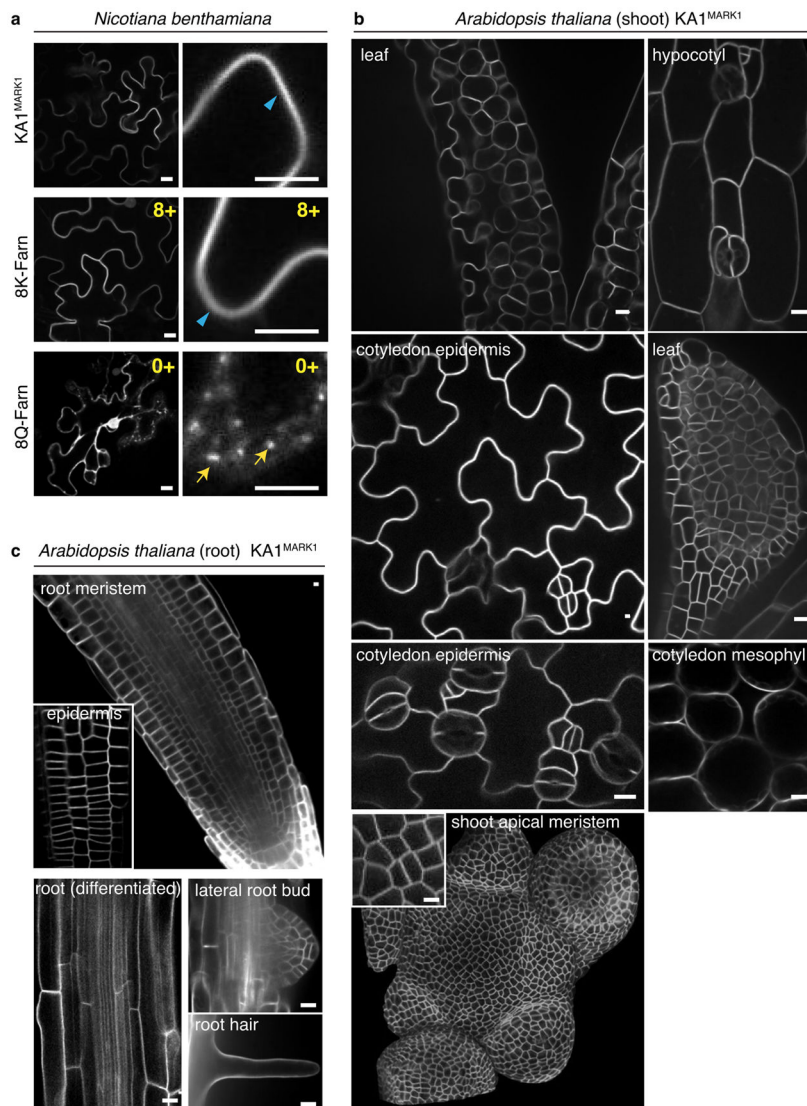 a
Nicotiana benthamiana
KA1MARK1
8K-Farn
8+
8+
8Q-Farn
0+
0+
b
Arabidopsis thaliana (shoot) KA1MARK1
leaf
hypocotyl
cotyledon epidermis
leaf
cotyledon epidermis
cotyledon mesophyl
shoot apical meristem
c
Arabidopsis thaliana (root) KA1MARK1
root meristem
epidermis
root (differentiated)
lateral root bud
root hair